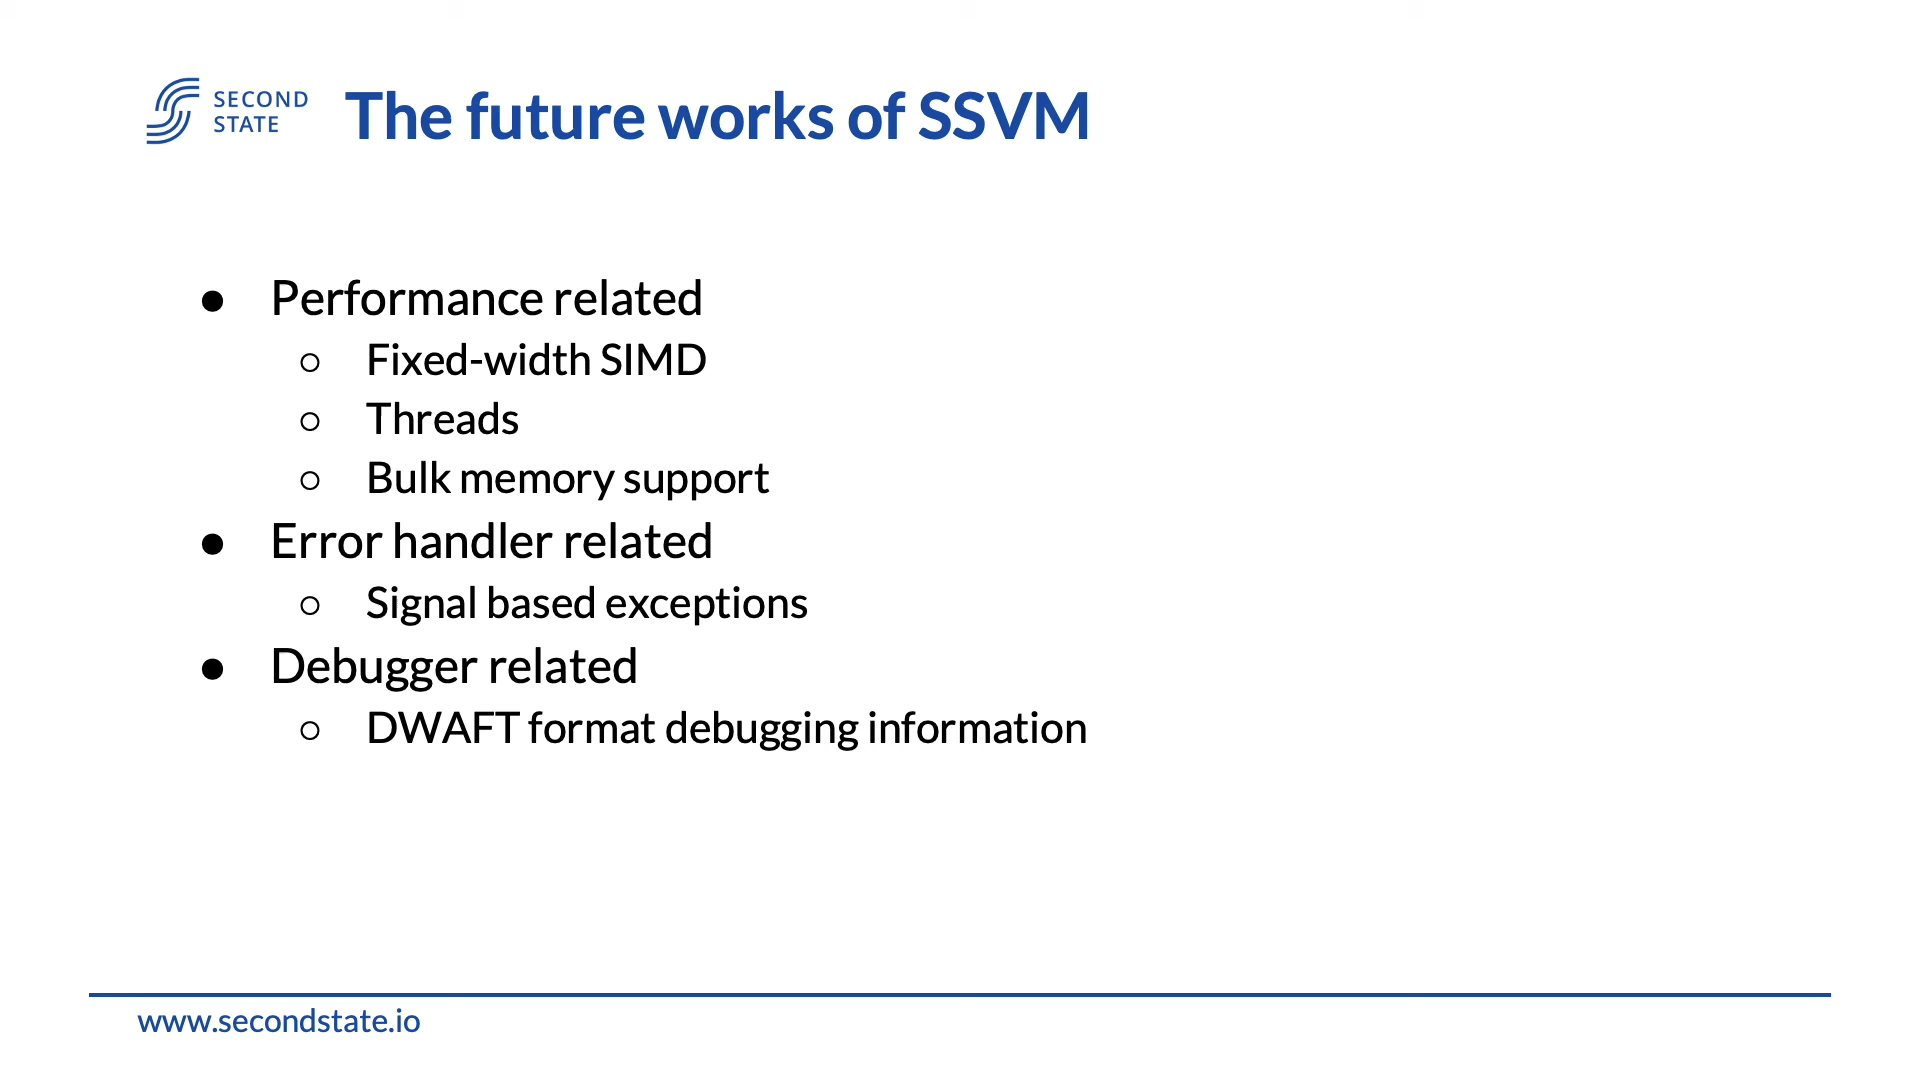 SECOND
STATE
The future works of SSVM
● Performance related
○ Fixed-width SIMD
○ Threads
○ Bulk memory support
● Error handler related
○ Signal based exceptions
● Debugger related
○ DWAFT format debugging information
www.secondstate.io